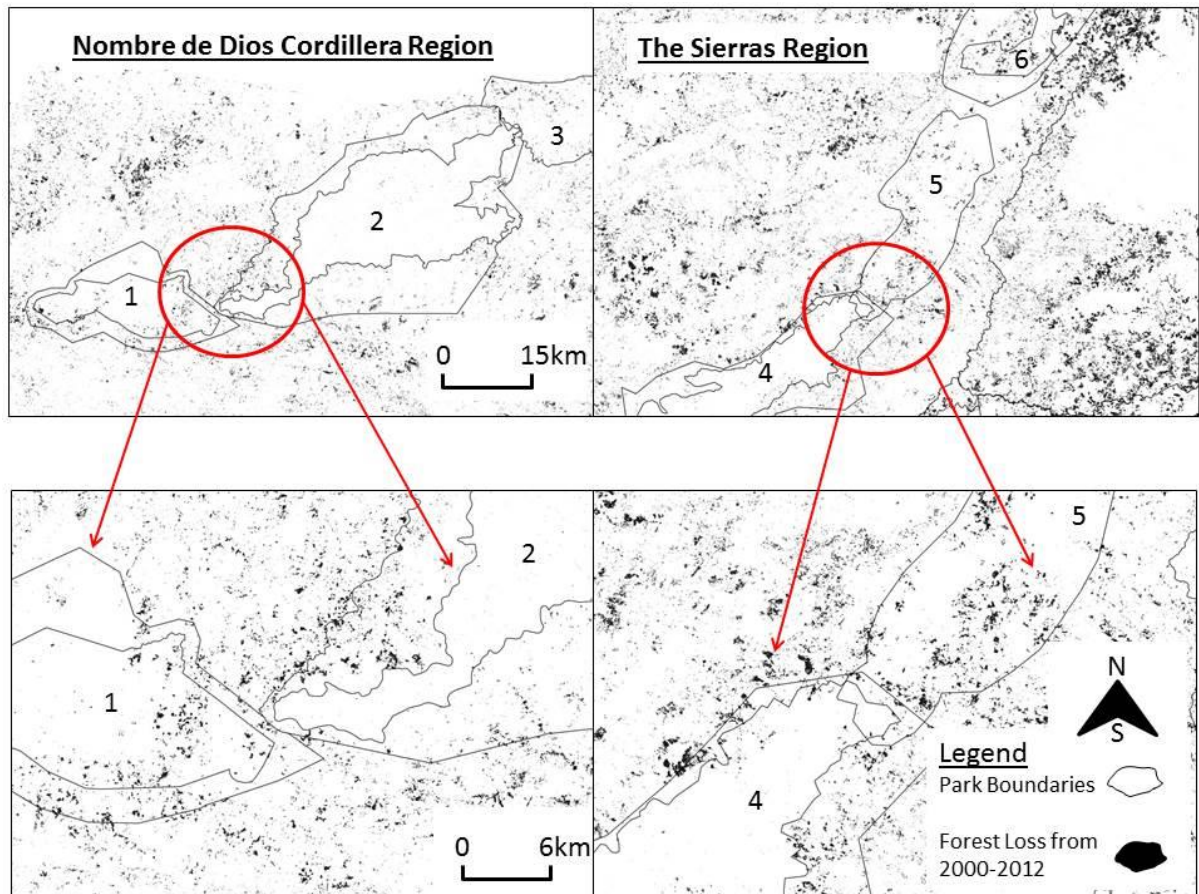 Nombre de Dios Cordillera Region
The Sierras Region
1
2
3
4
5
6
0 15km
1
2
0 6km
4
5
N
S
Legend
Park Boundaries
Forest Loss from
2000-2012